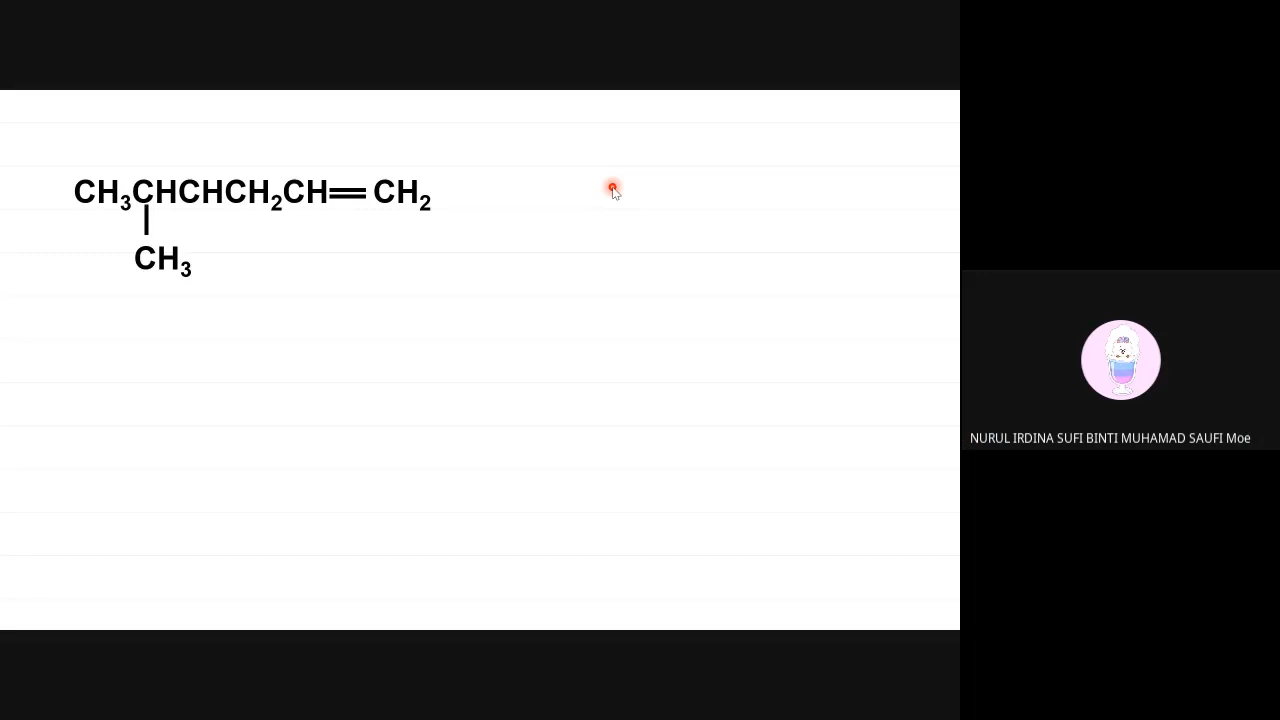 CH₃CHCHCH₂CH═CH₂
CH₃
NURUL IRDINA SUFI BINTI MUHAMAD SAUFI Moe